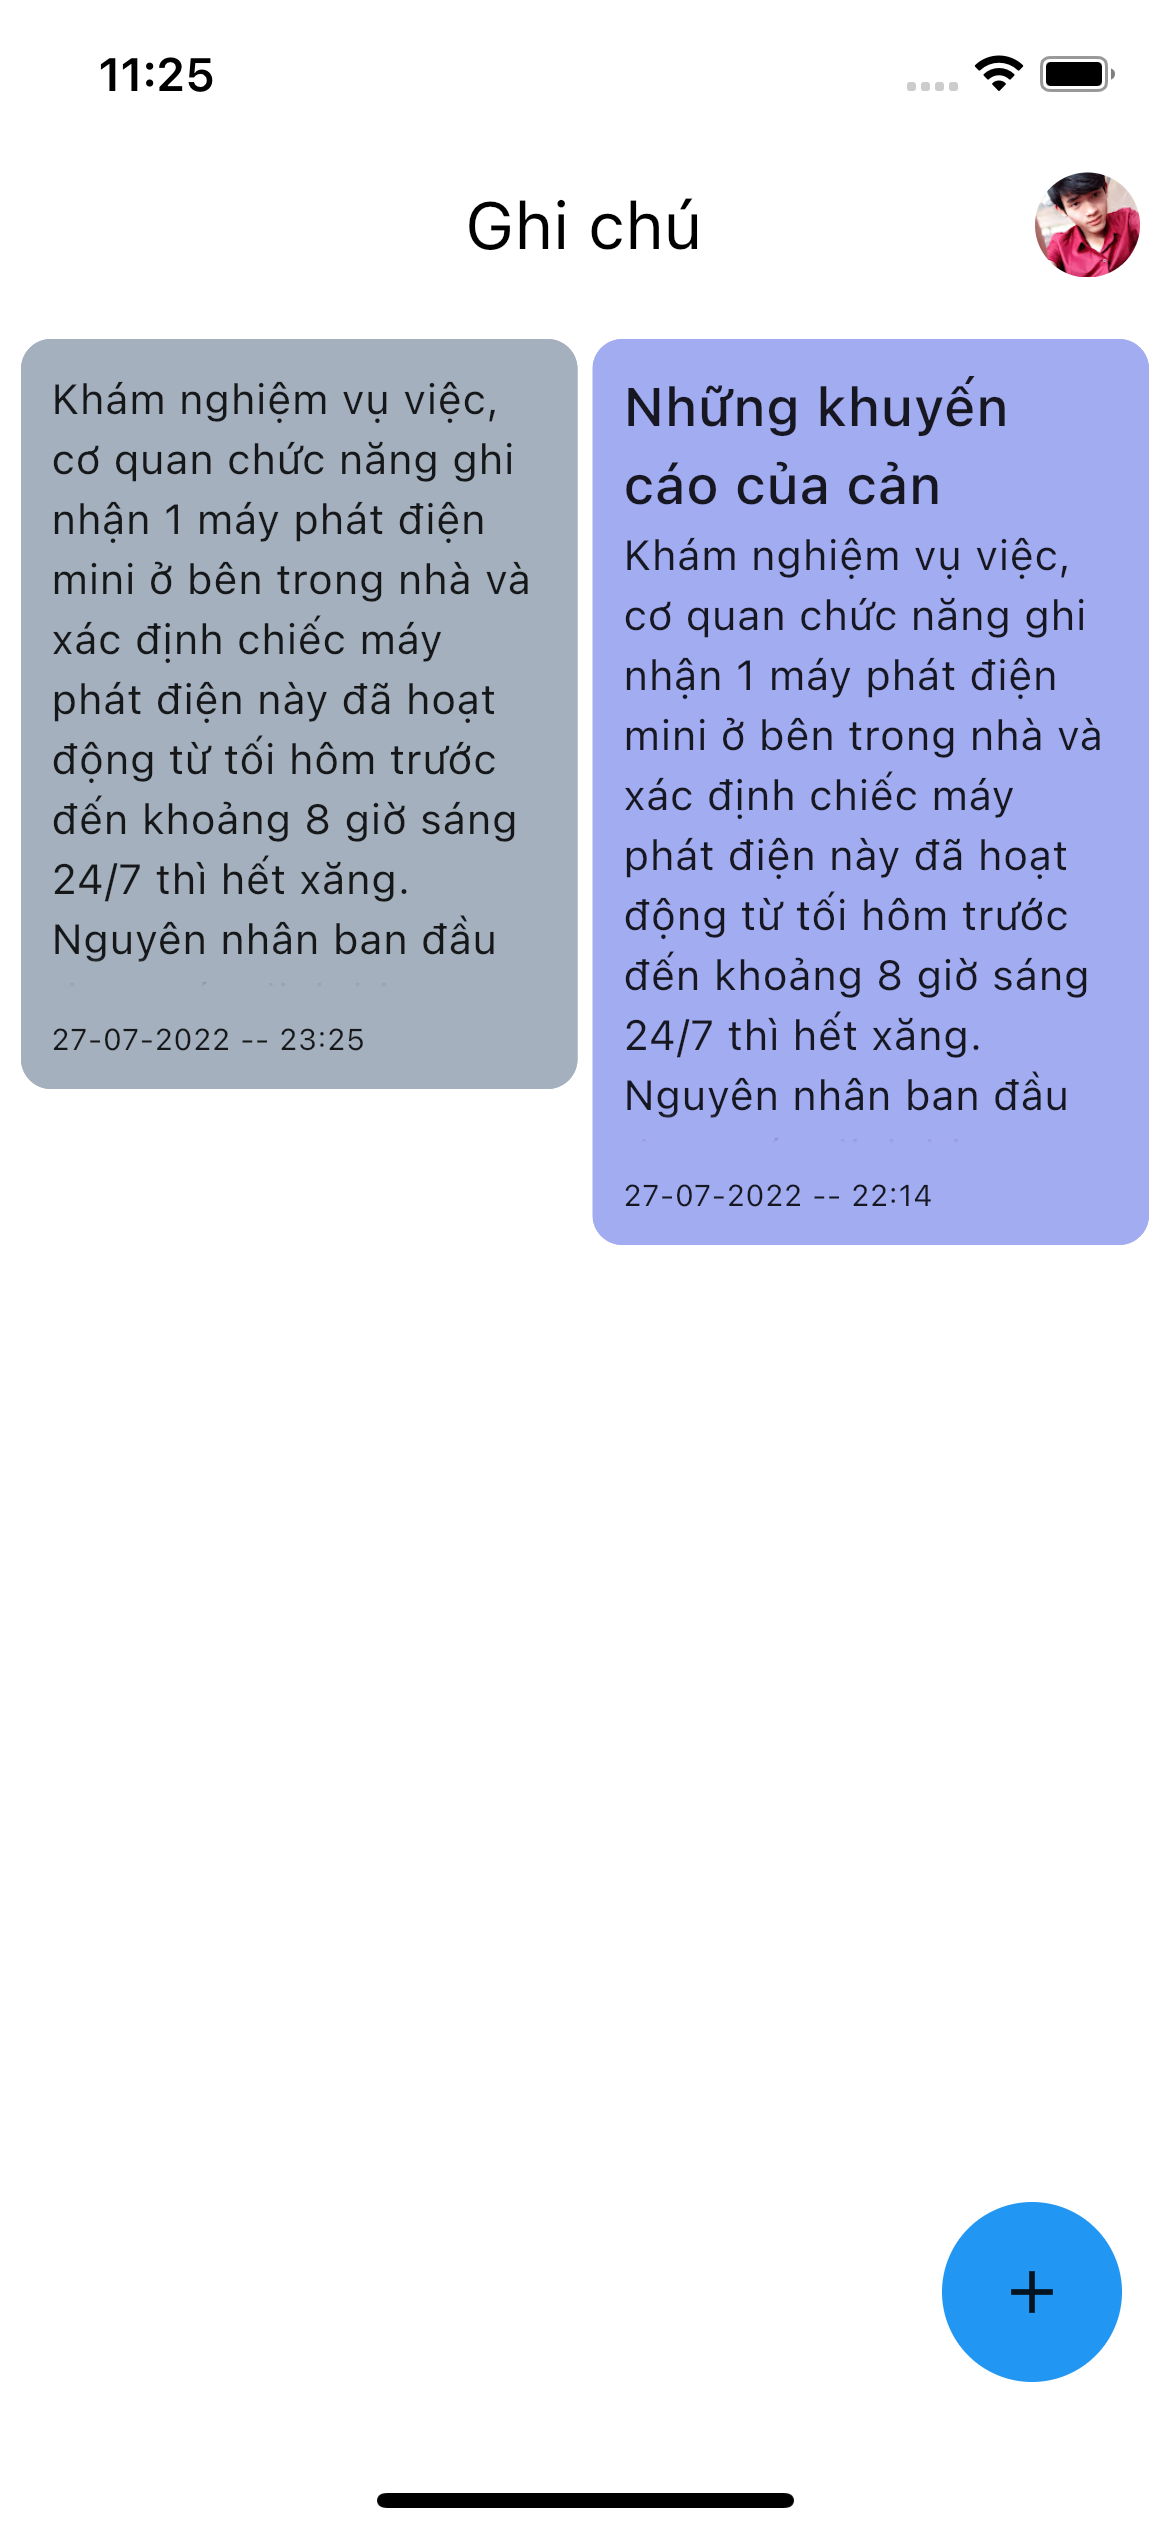 11:25
Ghi chú
Khám nghiệm vụ việc,
cơ quan chức năng ghi
nhận 1 máy phát điện
mini ở bên trong nhà và
xác định chiếc máy
phát điện này đã hoạt
động từ tối hôm trước
đến khoảng 8 giờ sáng
24/7 thì hết xăng.
Nguyên nhân ban đầu
27-07-2022 -- 23:25
Những khuyến
cáo của cản
Khám nghiệm vụ việc,
cơ quan chức năng ghi
nhận 1 máy phát điện
mini ở bên trong nhà và
xác định chiếc máy
phát điện này đã hoạt
động từ tối hôm trước
đến khoảng 8 giờ sáng
24/7 thì hết xăng.
Nguyên nhân ban đầu
27-07-2022 -- 22:14